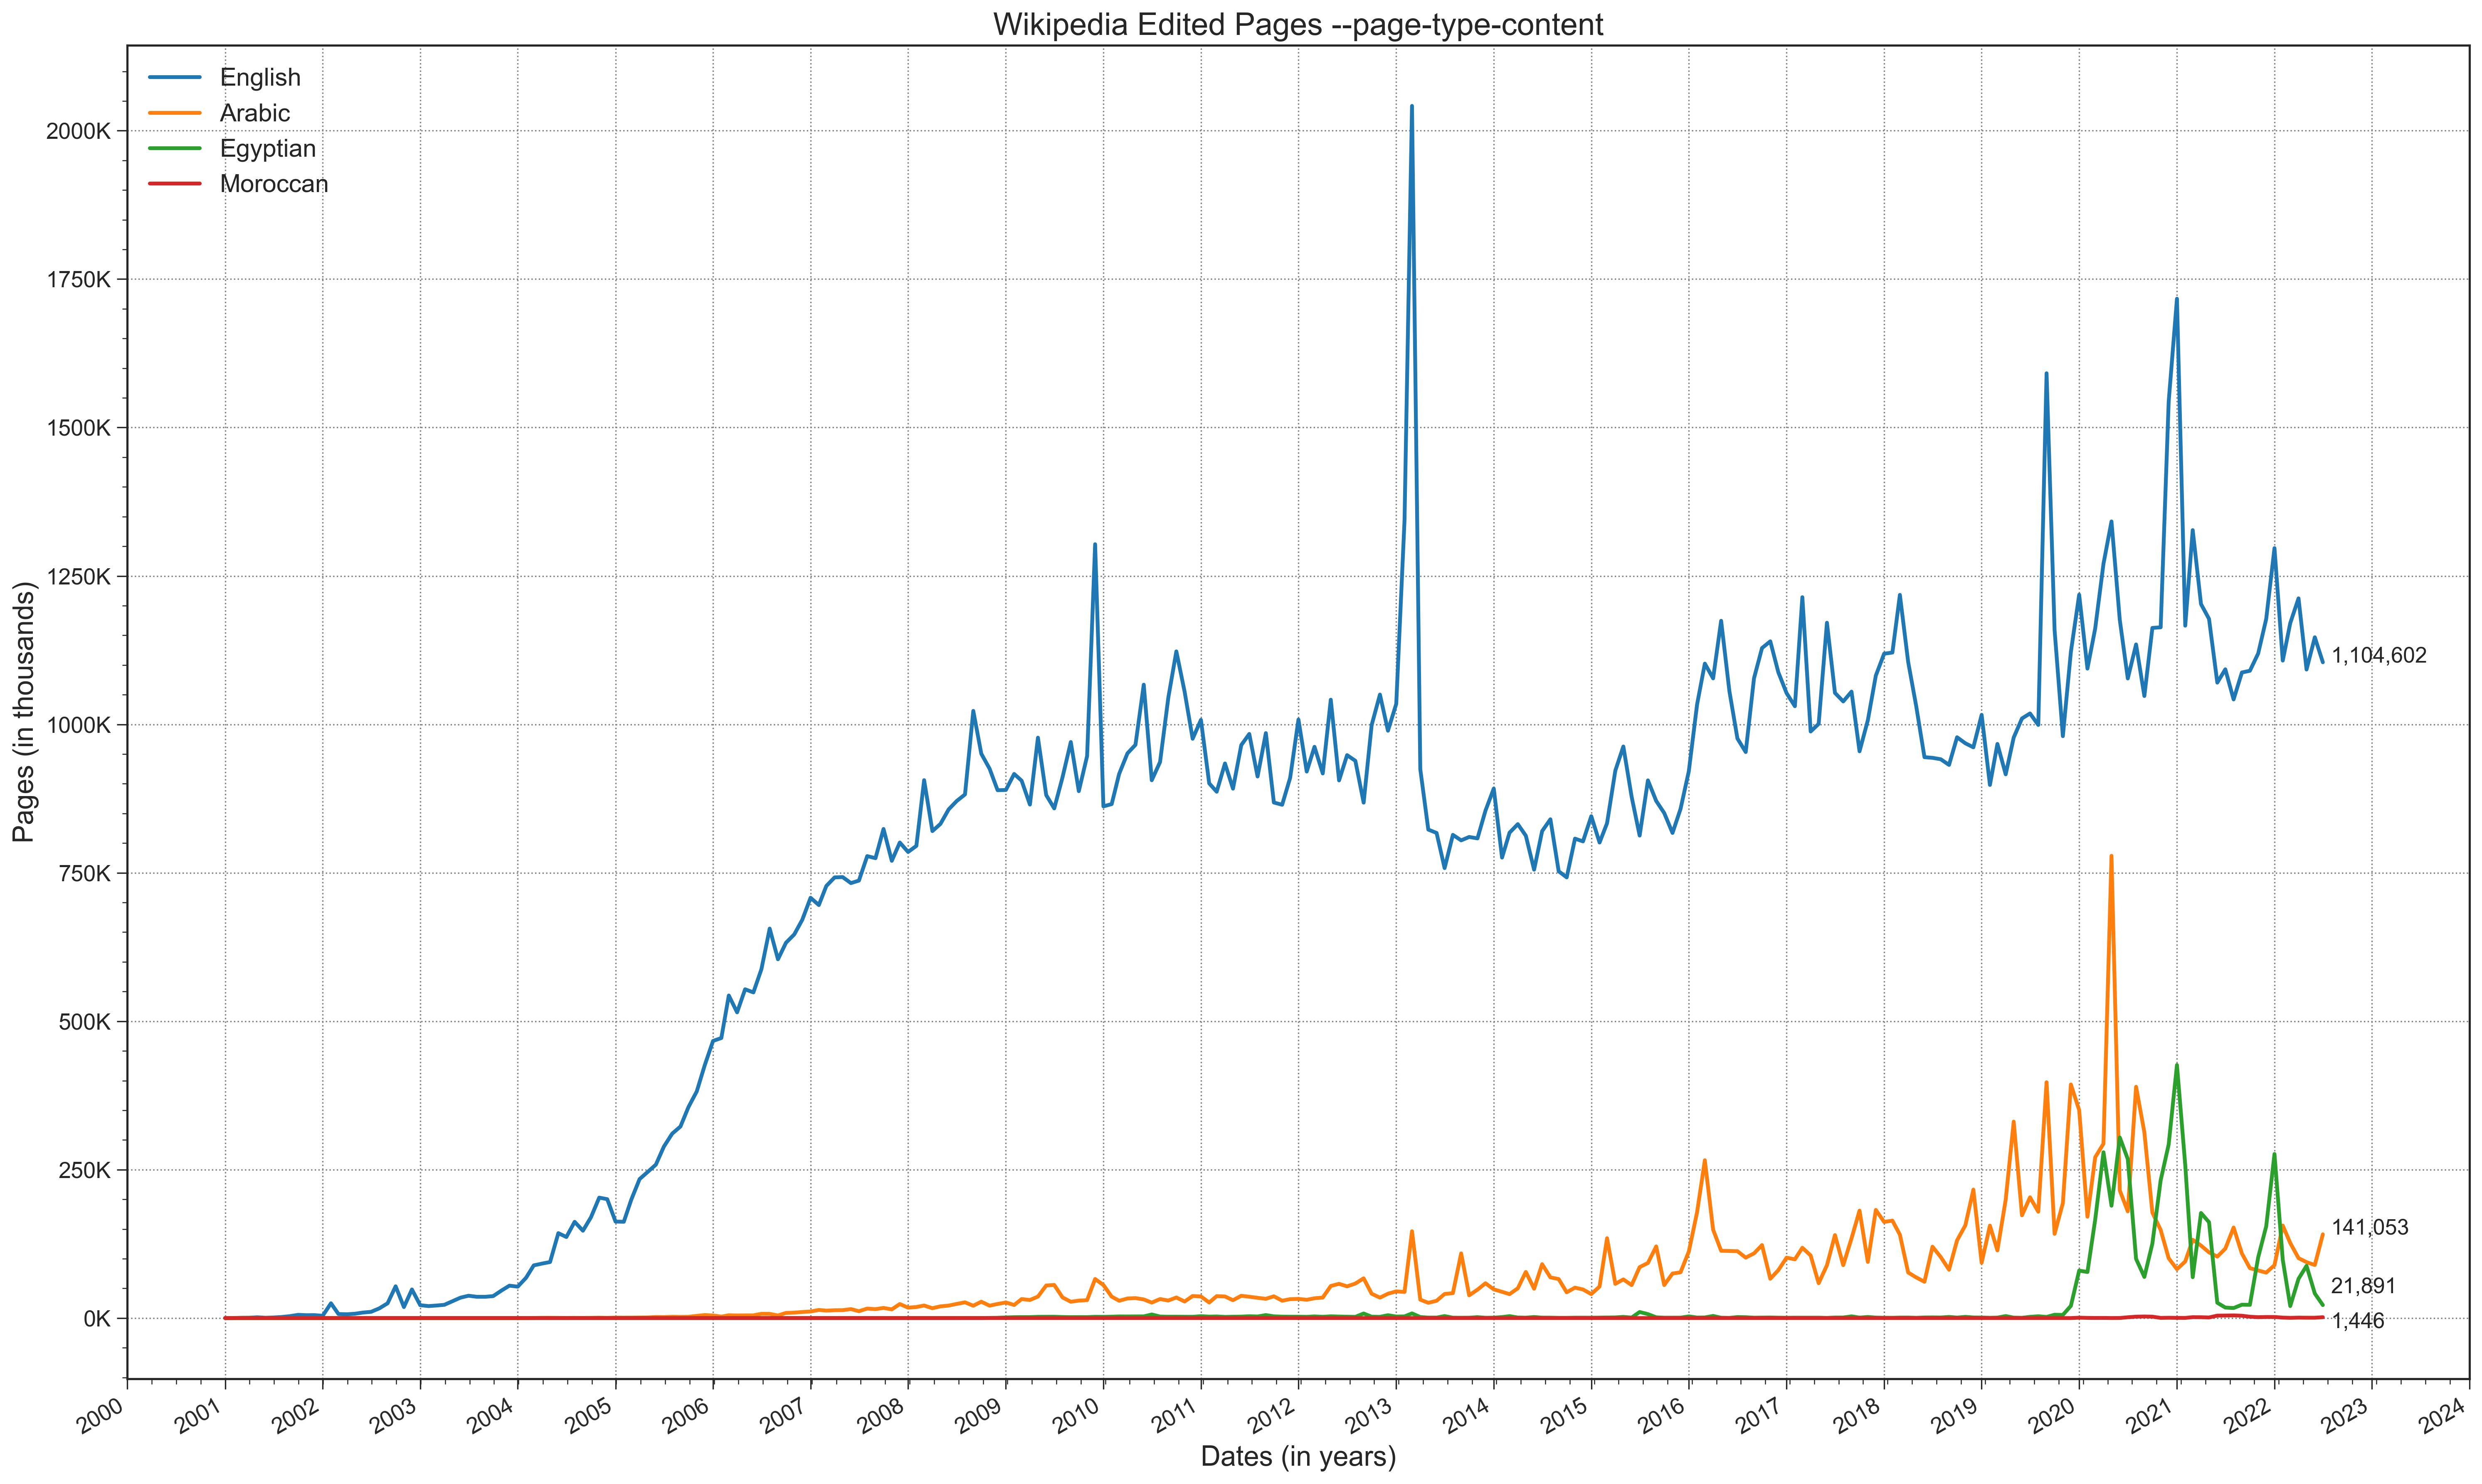 Wikipedia Edited Pages --page-type-content
English
Arabic
Egyptian
Moroccan
2000K
1750K
1500K
1250K
1000K
750K
500K
250K
0K
Pages (in thousands)
1,104,602
141,053
21,891
1,446
2000
2001
2002
2003
2004
2005
2006
2007
2008
2009
2010
2011
2012
2013
2014
2015
2016
2017
2018
2019
2020
2021
2022
2023
2024
Dates (in years)